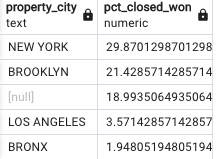 property_city pct_closed_won
text numeric
NEW YORK 29.8701298701298
BROOKLYN 21.4285714285714
[null] 18.9935064935064
LOS ANGELES 3.57142857142857
BRONX 1.94805194805194